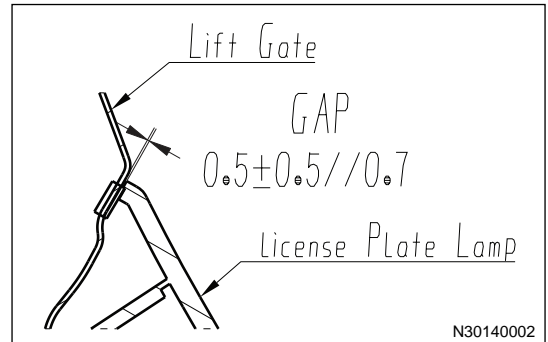 Lift Gate
GAP
0.5±0.5//0.7
License Plate Lamp
N30140002